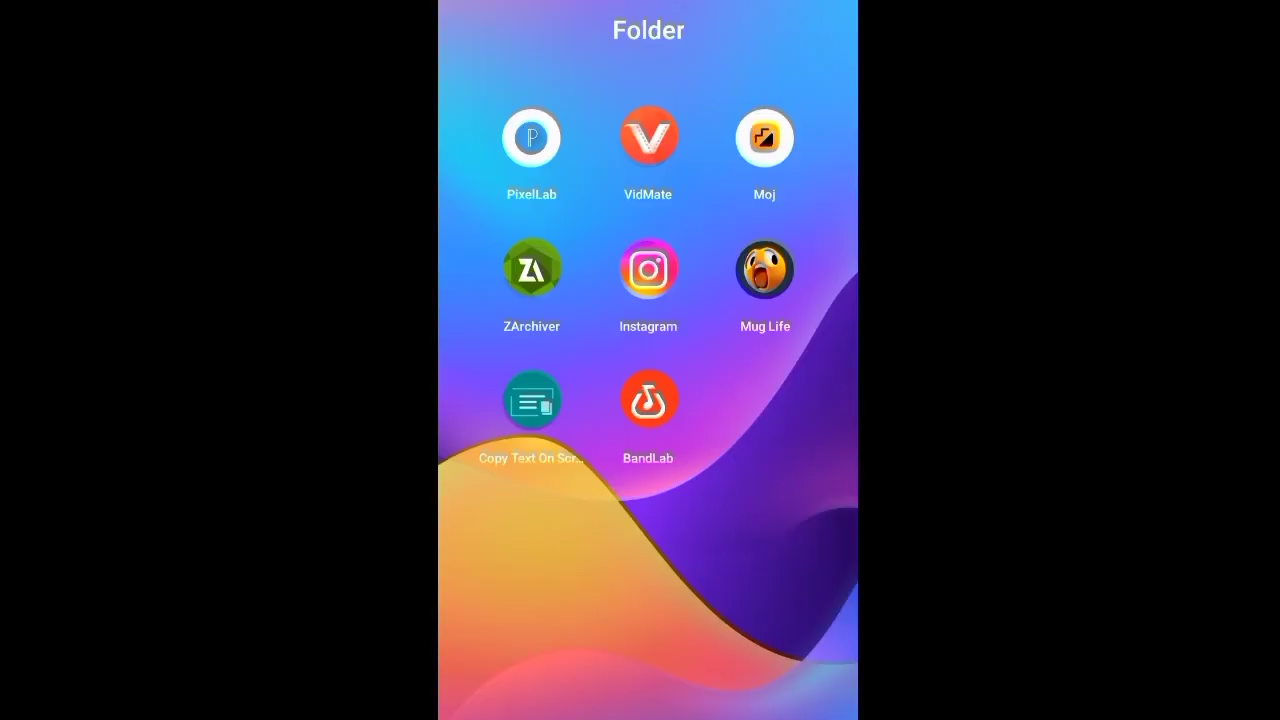 Folder
PixelLab
VidMate
Moj
ZArchiver
Instagram
Mug Life
Copy Text On Scr...
BandLab